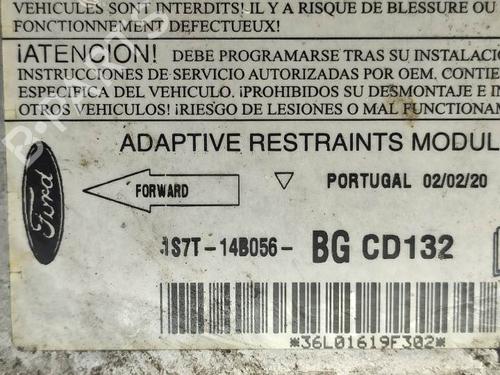 VEHICULES SONT INTERDITS! IL Y A RISQUE DE BLESSURE OU
FONCTIONNEMENT DEFECTUEUX!
¡ATENCION! DEBE PROGRAMARSE TRAS SU INSTALACIO
INSTRUCCIONES DE SERVICIO AUTORIZADAS POR OEM. CONTIE
ESPECIFICA DEL VEHICULO. ¡PROHIBIDOS SU DESMONTAJE E IN
OTROS VEHICULOS! ¡RIESGO DE LESIONES O MAL FUNCIONAM
ADAPTIVE RESTRAINTS MODUL
Ford
FORWARD
PORTUGAL 02/02/20
1S7T-14B056- BG CD132
*36L01619F302*